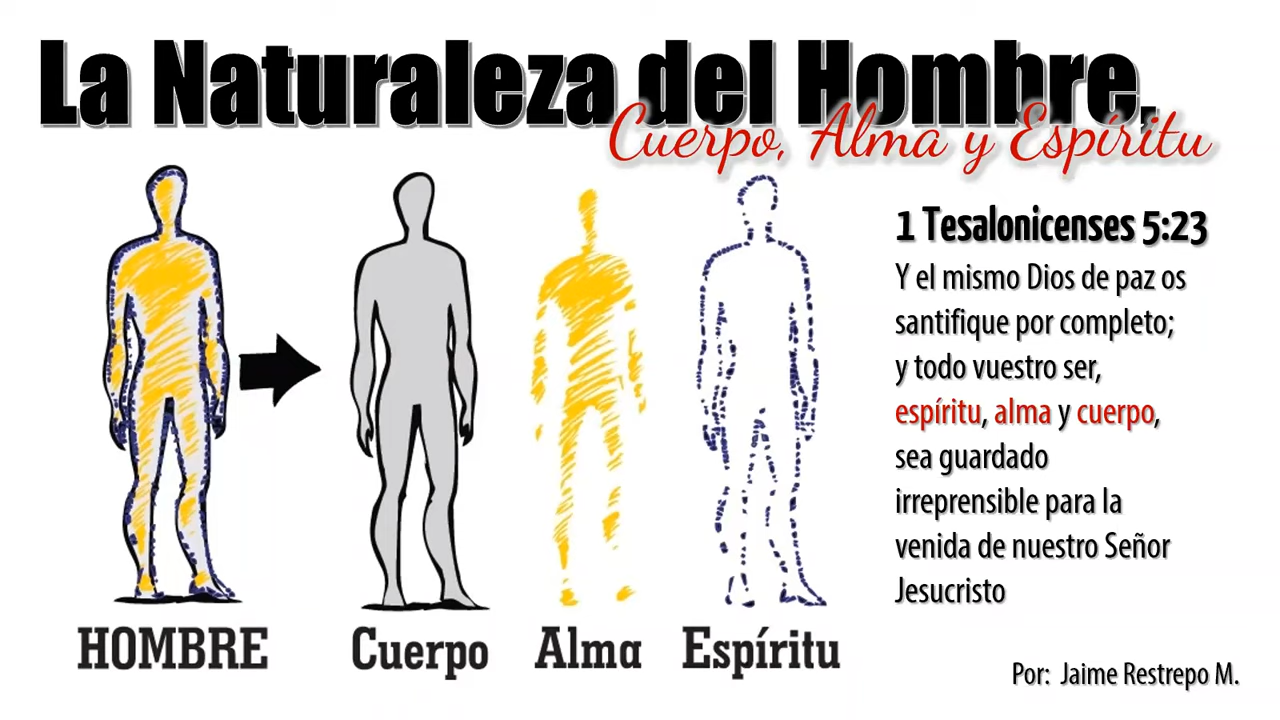 La Naturaleza del Hombre.
Cuerpo, Alma y Espíritu
1 Tesalonicenses 5:23
Y el mismo Dios de paz os
santifique por completo;
y todo vuestro ser,
espíritu, alma y cuerpo,
sea guardado
irreprensible para la
venida de nuestro Señor
Jesucristo
HOMBRE
Cuerpo
Alma
Espíritu
Por: Jaime Restrepo M.